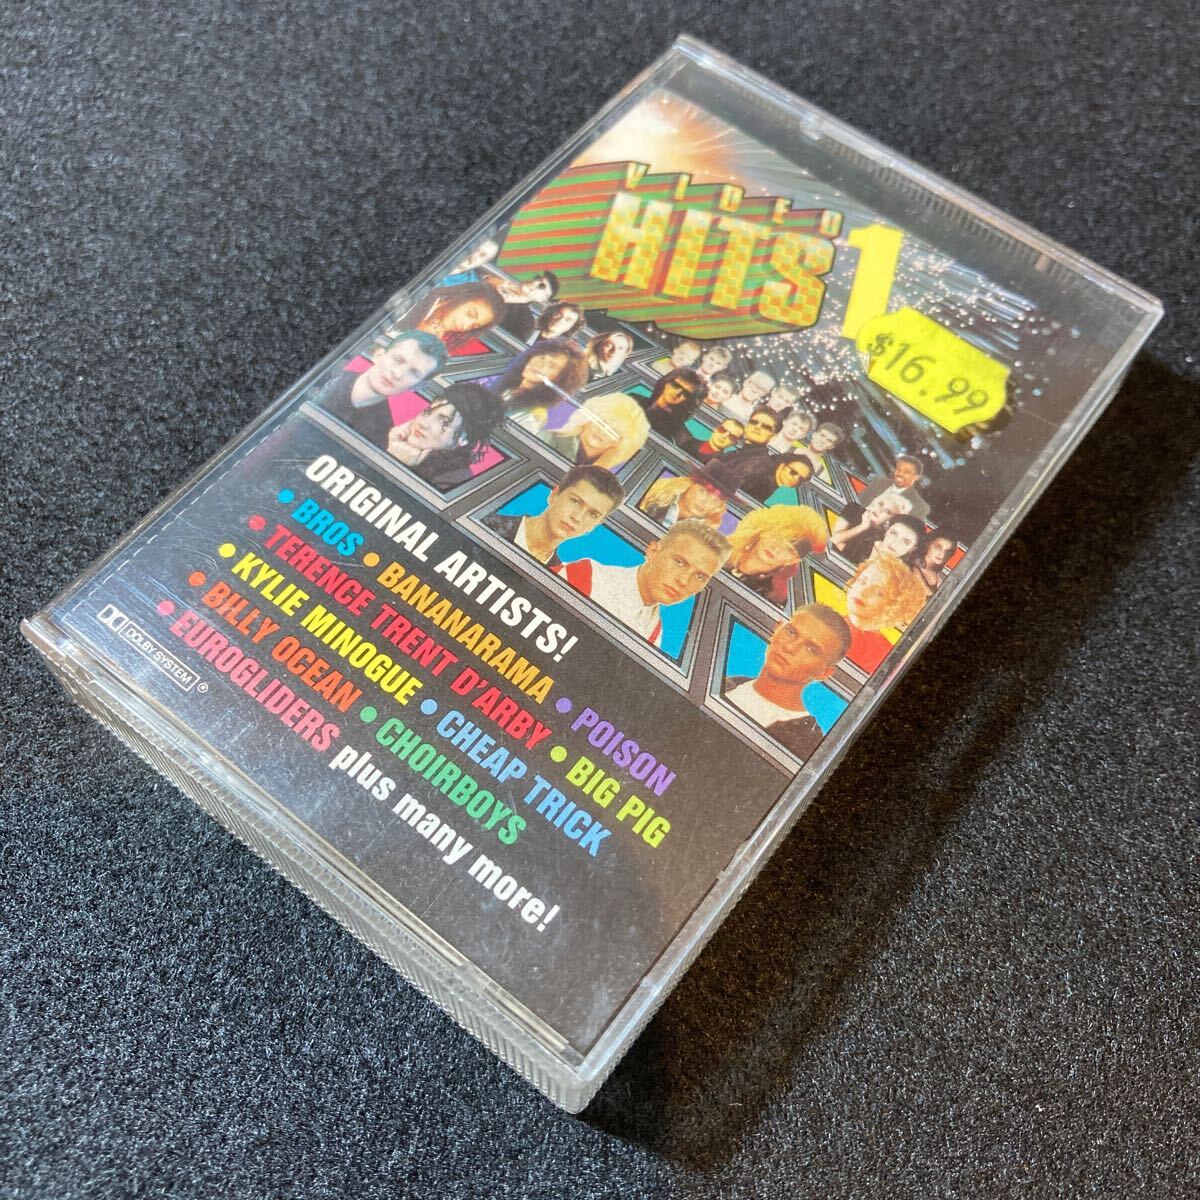 VIDEO
HITS 1
$16.99
ORIGINAL ARTISTS!
• BROS • BANANARAMA • POISON
• TERENCE TRENT D'ARBY • BIG PIG
• KYLIE MINOGUE • CHEAP TRICK
• BILLY OCEAN • CHOIRBOYS
• EUROGLIDERS plus many more!
DOLBY SYSTEM ®